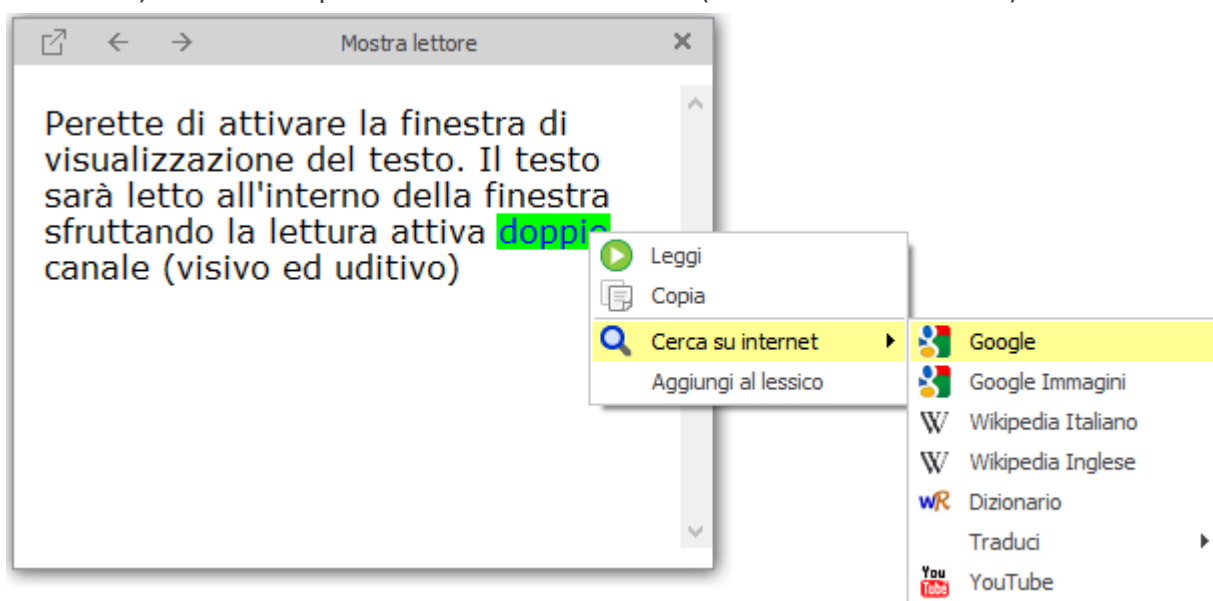 Mostra lettore
Perette di attivare la finestra di
visualizzazione del testo. Il testo
sarà letto all'interno della finestra
sfruttando la lettura attiva doppio
canale (visivo ed uditivo)
Leggi
Copia
Cerca su internet
Aggiungi al lessico
Google
Google Immagini
Wikipedia Italiano
Wikipedia Inglese
Dizionario
Traduci
YouTube